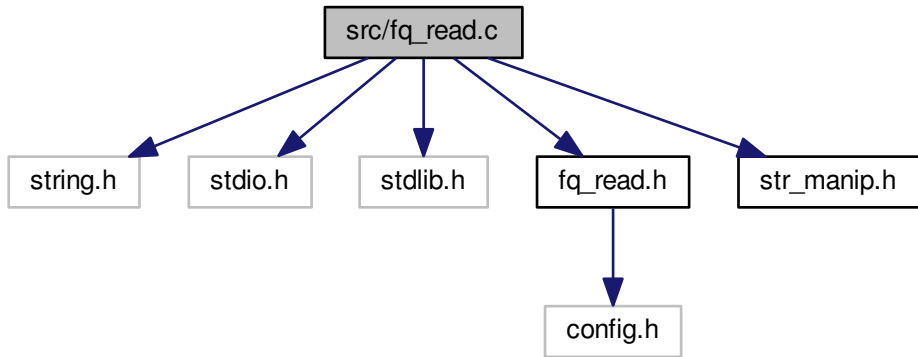 src/fq_read.c
string.h
stdio.h
stdlib.h
fq_read.h
str_manip.h
config.h